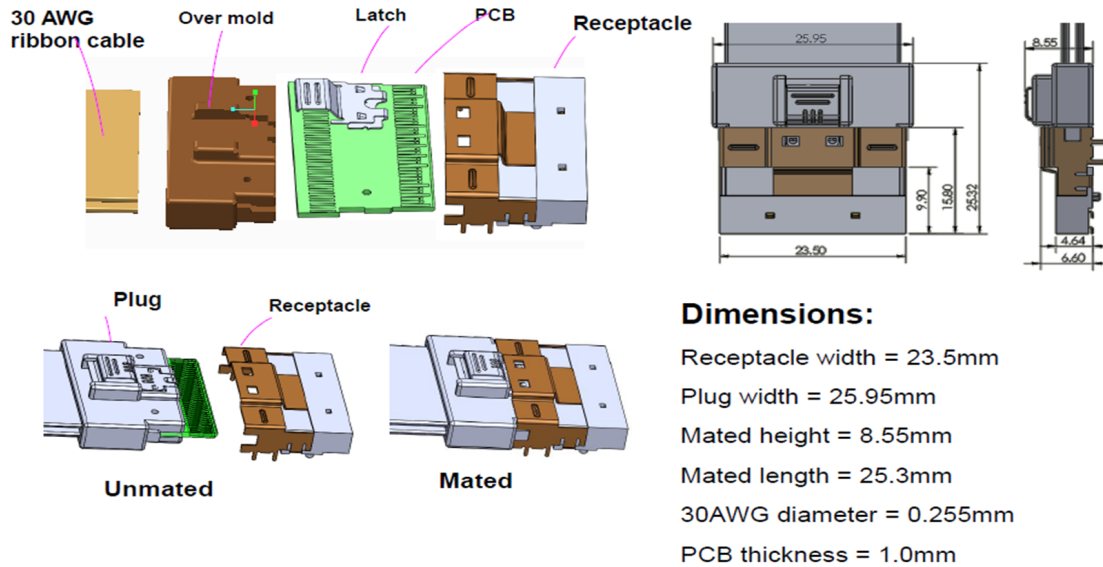 30 AWG
ribbon cable
Over mold
Latch
PCB
Receptacle
25.95
8.55
9.90
15.80
25.32
23.50
4.64
6.60
Plug
Receptacle
Unmated
Mated
Dimensions:
Receptacle width = 23.5mm
Plug width = 25.95mm
Mated height = 8.55mm
Mated length = 25.3mm
30AWG diameter = 0.255mm
PCB thickness = 1.0mm